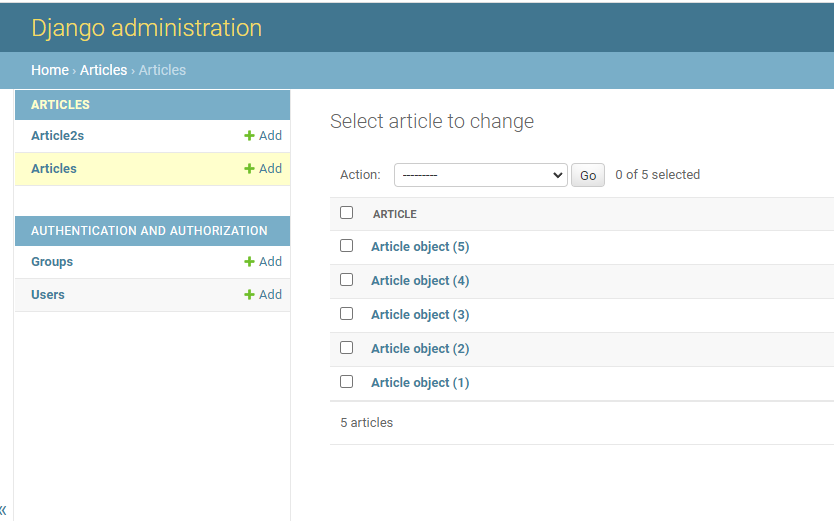 Django administration
Home › Articles › Articles
ARTICLES
Article2s + Add
Articles + Add
AUTHENTICATION AND AUTHORIZATION
Groups + Add
Users + Add
«
Select article to change
Action: --------- Go 0 of 5 selected
ARTICLE
Article object (5)
Article object (4)
Article object (3)
Article object (2)
Article object (1)
5 articles